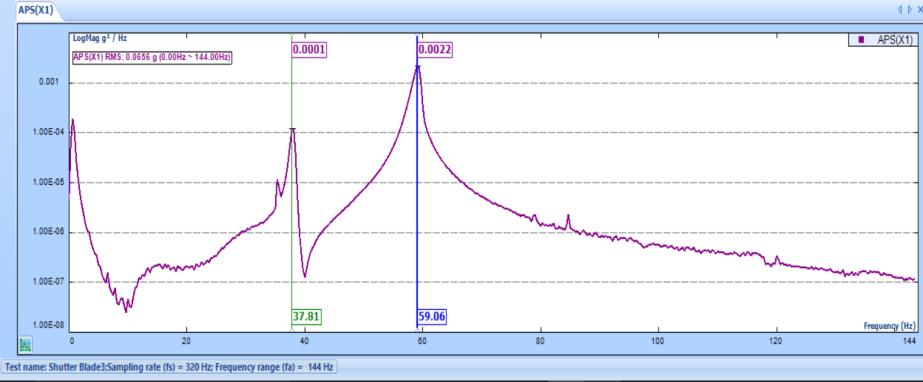 APS(X1)
LogMag g² / Hz
APS(X1) RMS: 0.0656 g (0.00Hz ~ 144.00Hz)
0.0001
0.0022
APS(X1)
0.001
1.00E-04
1.00E-05
1.00E-06
1.00E-07
1.00E-08
37.81
59.06
Frequency (Hz)
0 20 40 60 80 100 120 144
Test name: Shutter Blade3;Sampling rate (fs) = 320 Hz; Frequency range (fa) = 144 Hz